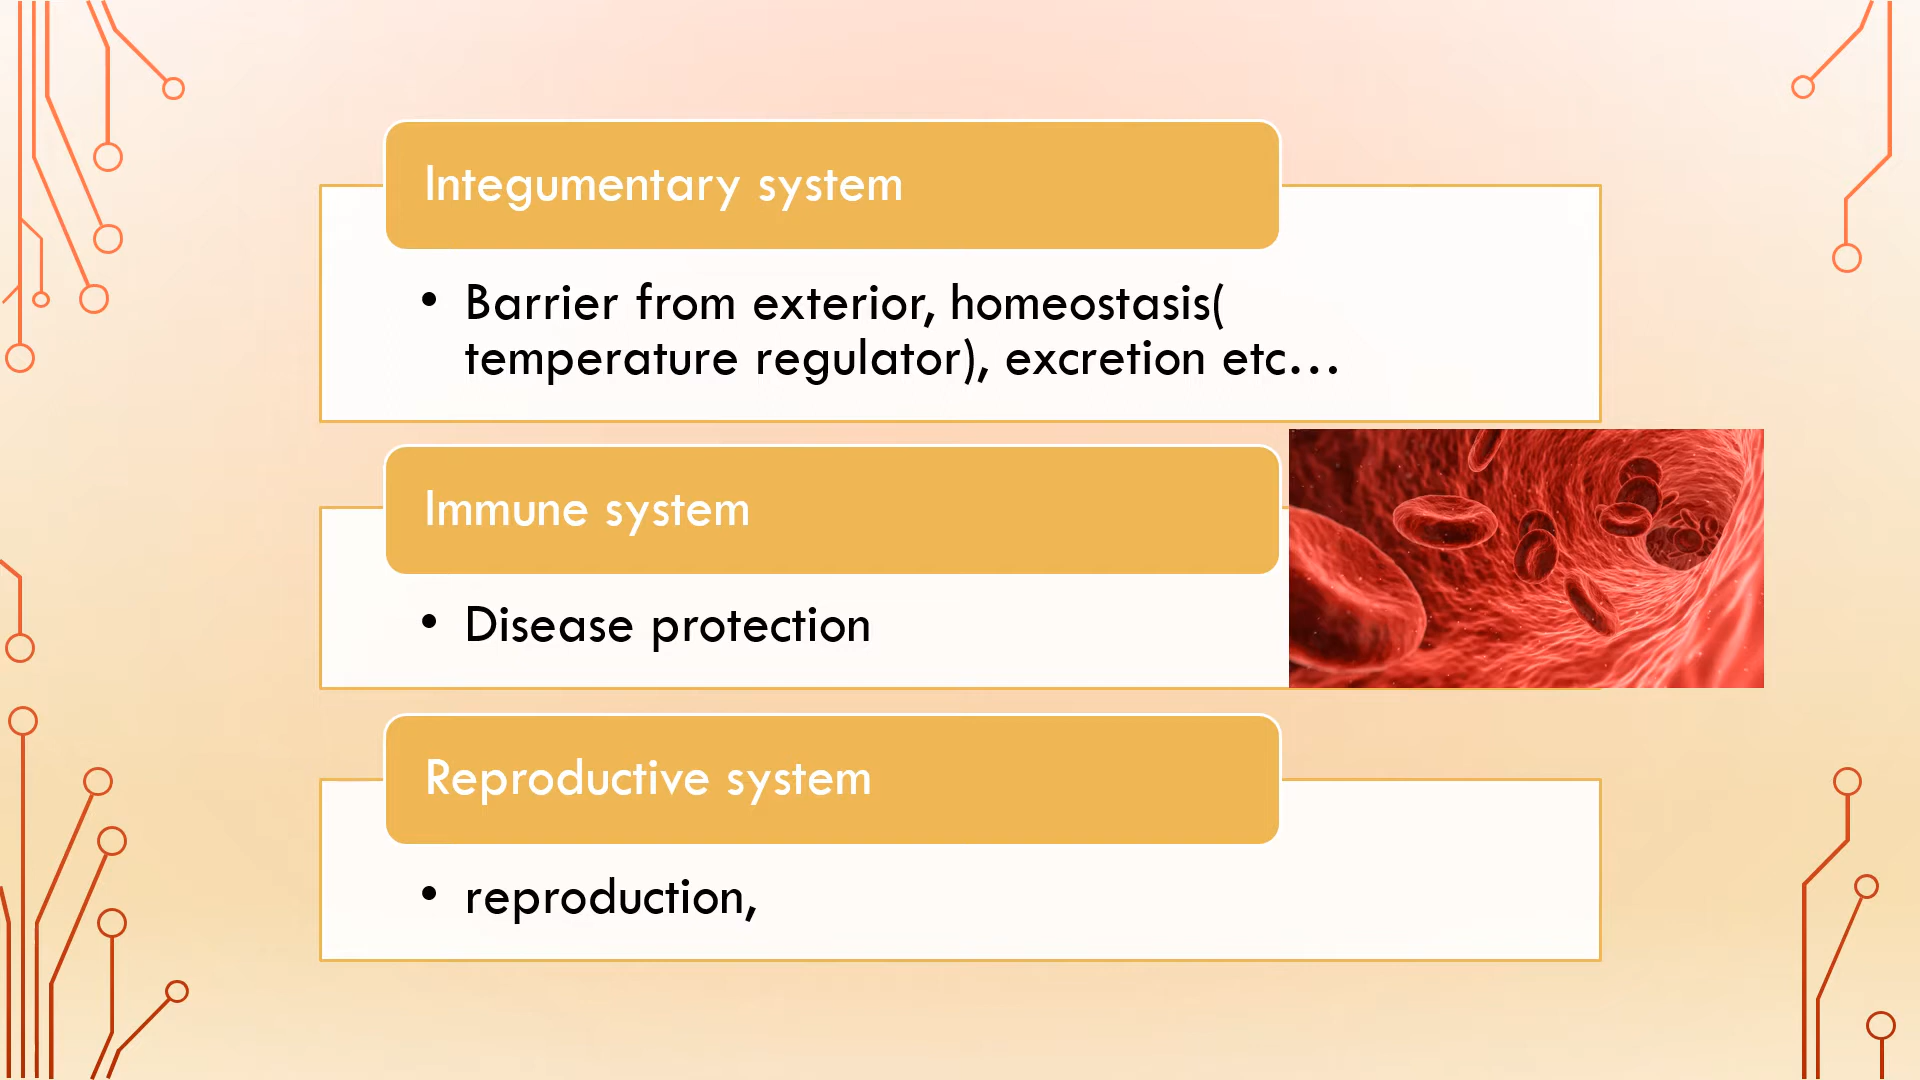 Integumentary system
• Barrier from exterior, homeostasis(
temperature regulator), excretion etc…
Immune system
• Disease protection
Reproductive system
• reproduction,